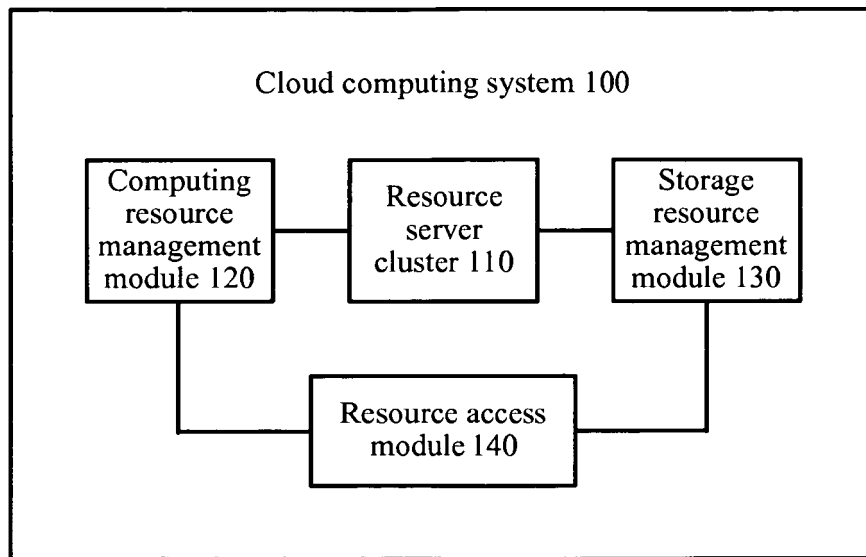 Cloud computing system 100
Computing
resource
management
module 120
Resource
server
cluster 110
Storage
resource
management
module 130
Resource access
module 140